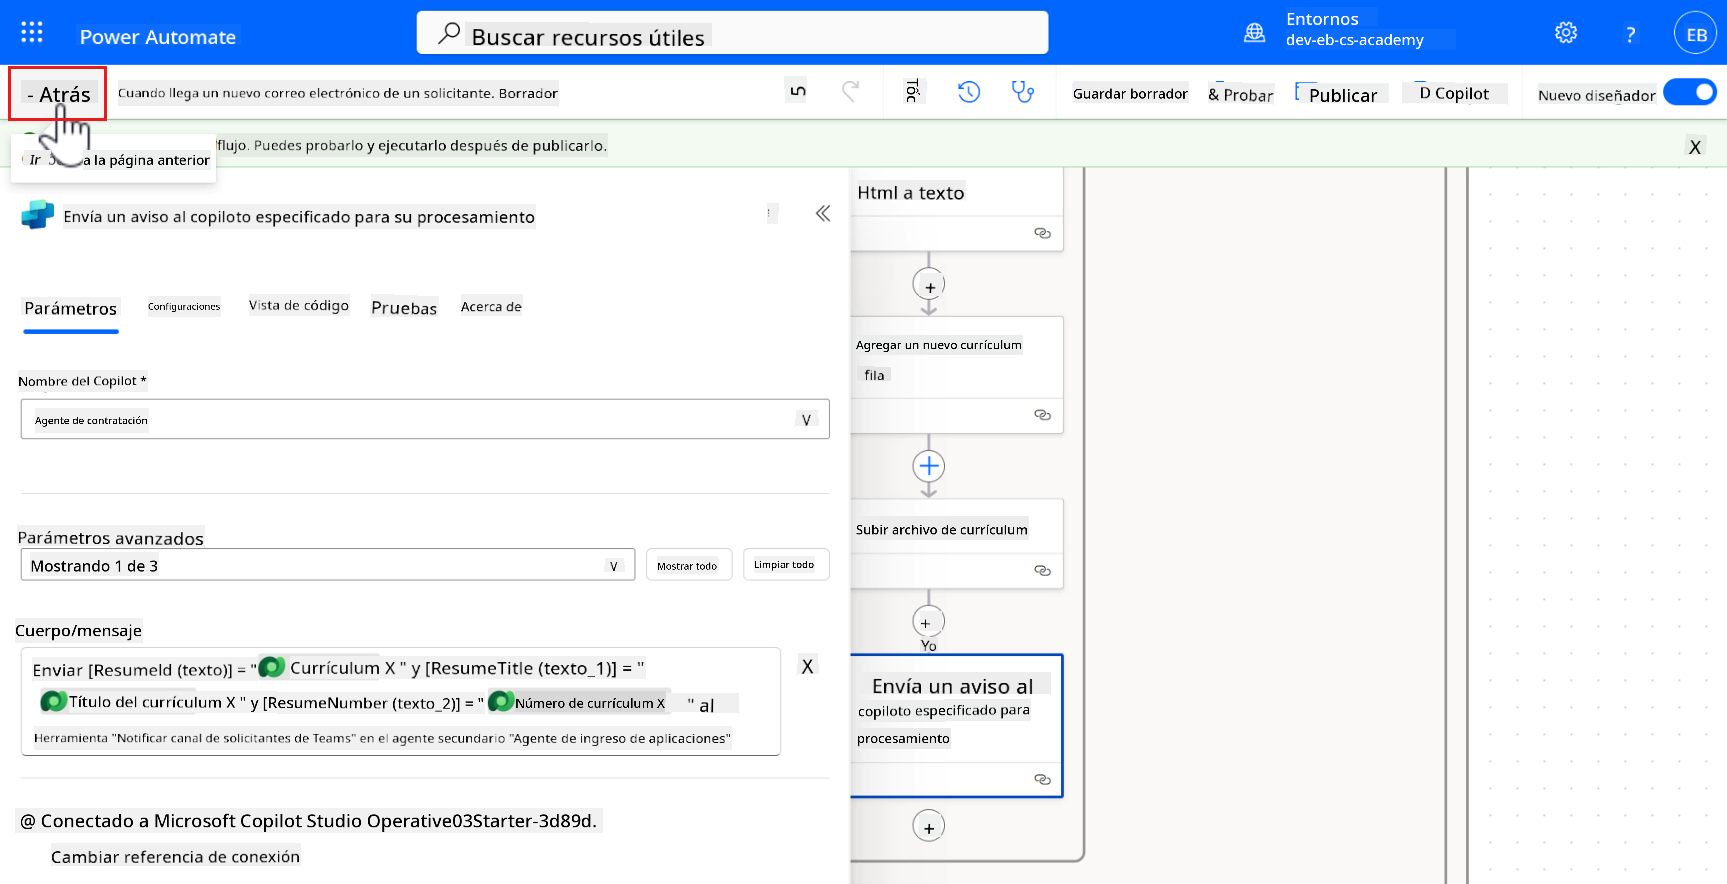 Power Automate
Buscar recursos útiles
Entornos
dev-eb-cs-academy
?
EB
- Atrás
Cuando llega un nuevo correo electrónico de un solicitante. Borrador
Guardar borrador
& Probar
Publicar
D Copilot
Nuevo diseñador
Ir
a la página anterior
flujo. Puedes probarlo y ejecutarlo después de publicarlo.
X
Envía un aviso al copiloto especificado para su procesamiento
Parámetros
Configuraciones
Vista de código
Pruebas
Acerca de
Nombre del Copilot *
Agente de contratación
V
Parámetros avanzados
Mostrando 1 de 3
V
Mostrar todo
Limpiar todo
Cuerpo/mensaje
Enviar [ResumeId (texto)] = " Currículum X " y [ResumeTitle (texto_1)] = "
Título del currículum X " y [ResumeNumber (texto_2)] = " Número de currículum X " al
Herramienta "Notificar canal de solicitantes de Teams" en el agente secundario "Agente de ingreso de aplicaciones"
X
@ Conectado a Microsoft Copilot Studio Operative03Starter-3d89d.
Cambiar referencia de conexión
Html a texto
+
Agregar un nuevo currículum
fila
+
Subir archivo de currículum
+
Yo
Envía un aviso al
copiloto especificado para
procesamiento
+